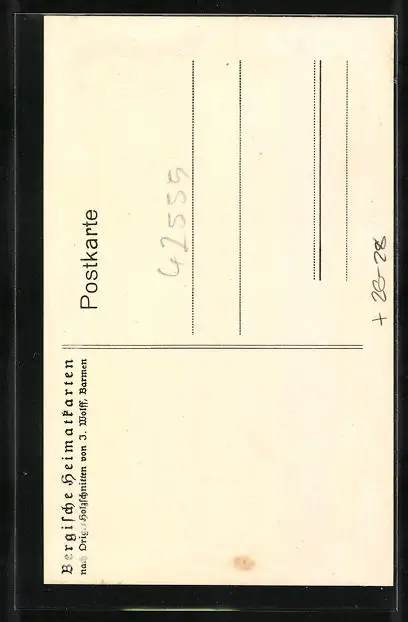 Bergische Heimatkarten
nach Orig.-Holzschnitten von J. Wolff, Barmen
Postkarte
42555
+ 26-28